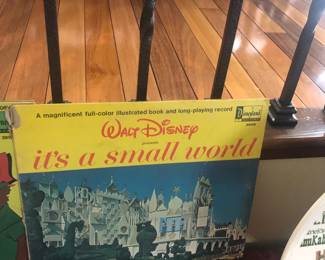 A magnificent full-color illustrated book and long-playing record
Disneyland
WALT DISNEY
presents
it's a small world